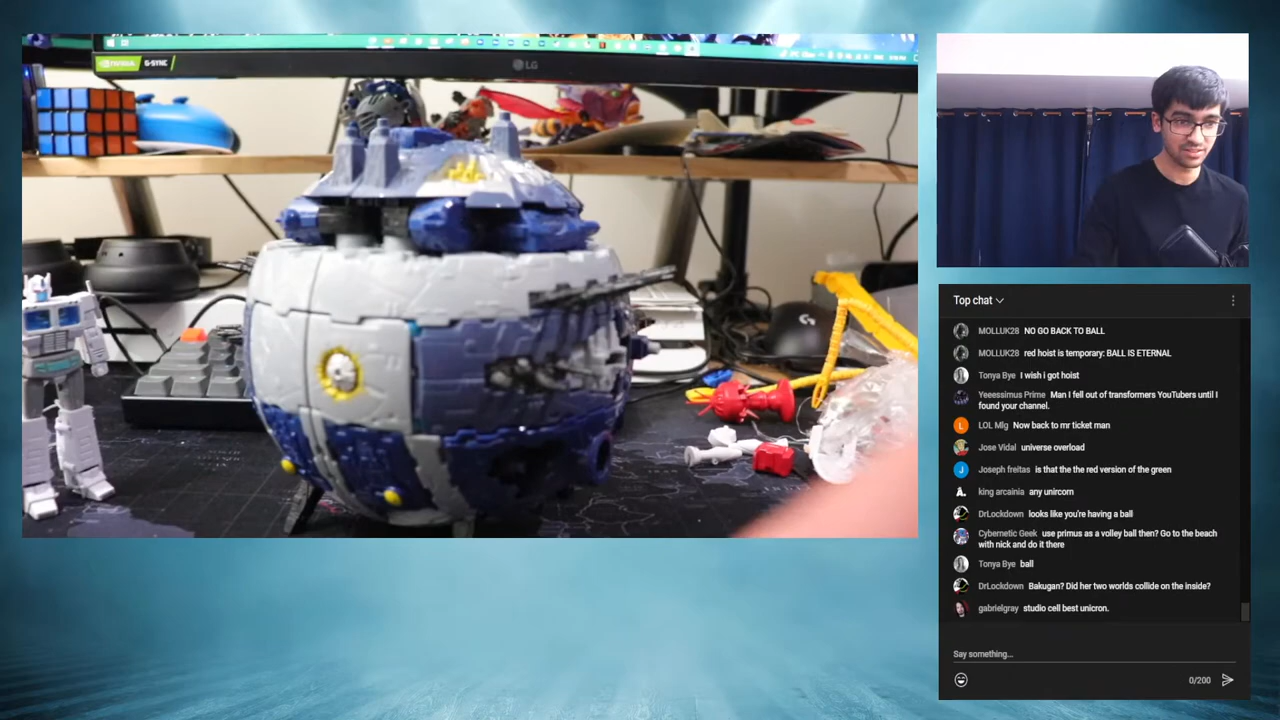 NVIDIA G-SYNC
LG
G
Top chat
MOLLUK28 NO GO BACK TO BALL
MOLLUK28 red hoist is temporary: BALL IS ETERNAL
Tonya Bye I wish i got hoist
Yeeessimus Prime Man I fell out of transformers YouTubers until I
found your channel.
LOL Mlg Now back to mr ticket man
Jose Vidal universe overload
Joseph freitas is that the the red version of the green
king arcainia any unircorn
DrLockdown looks like you're having a ball
Cybernetic Geek use primus as a volley ball then? Go to the beach
with nick and do it there
Tonya Bye ball
DrLockdown Bakugan? Did her two worlds collide on the inside?
gabrielgray studio cell best unicron.
Say something...
0/200